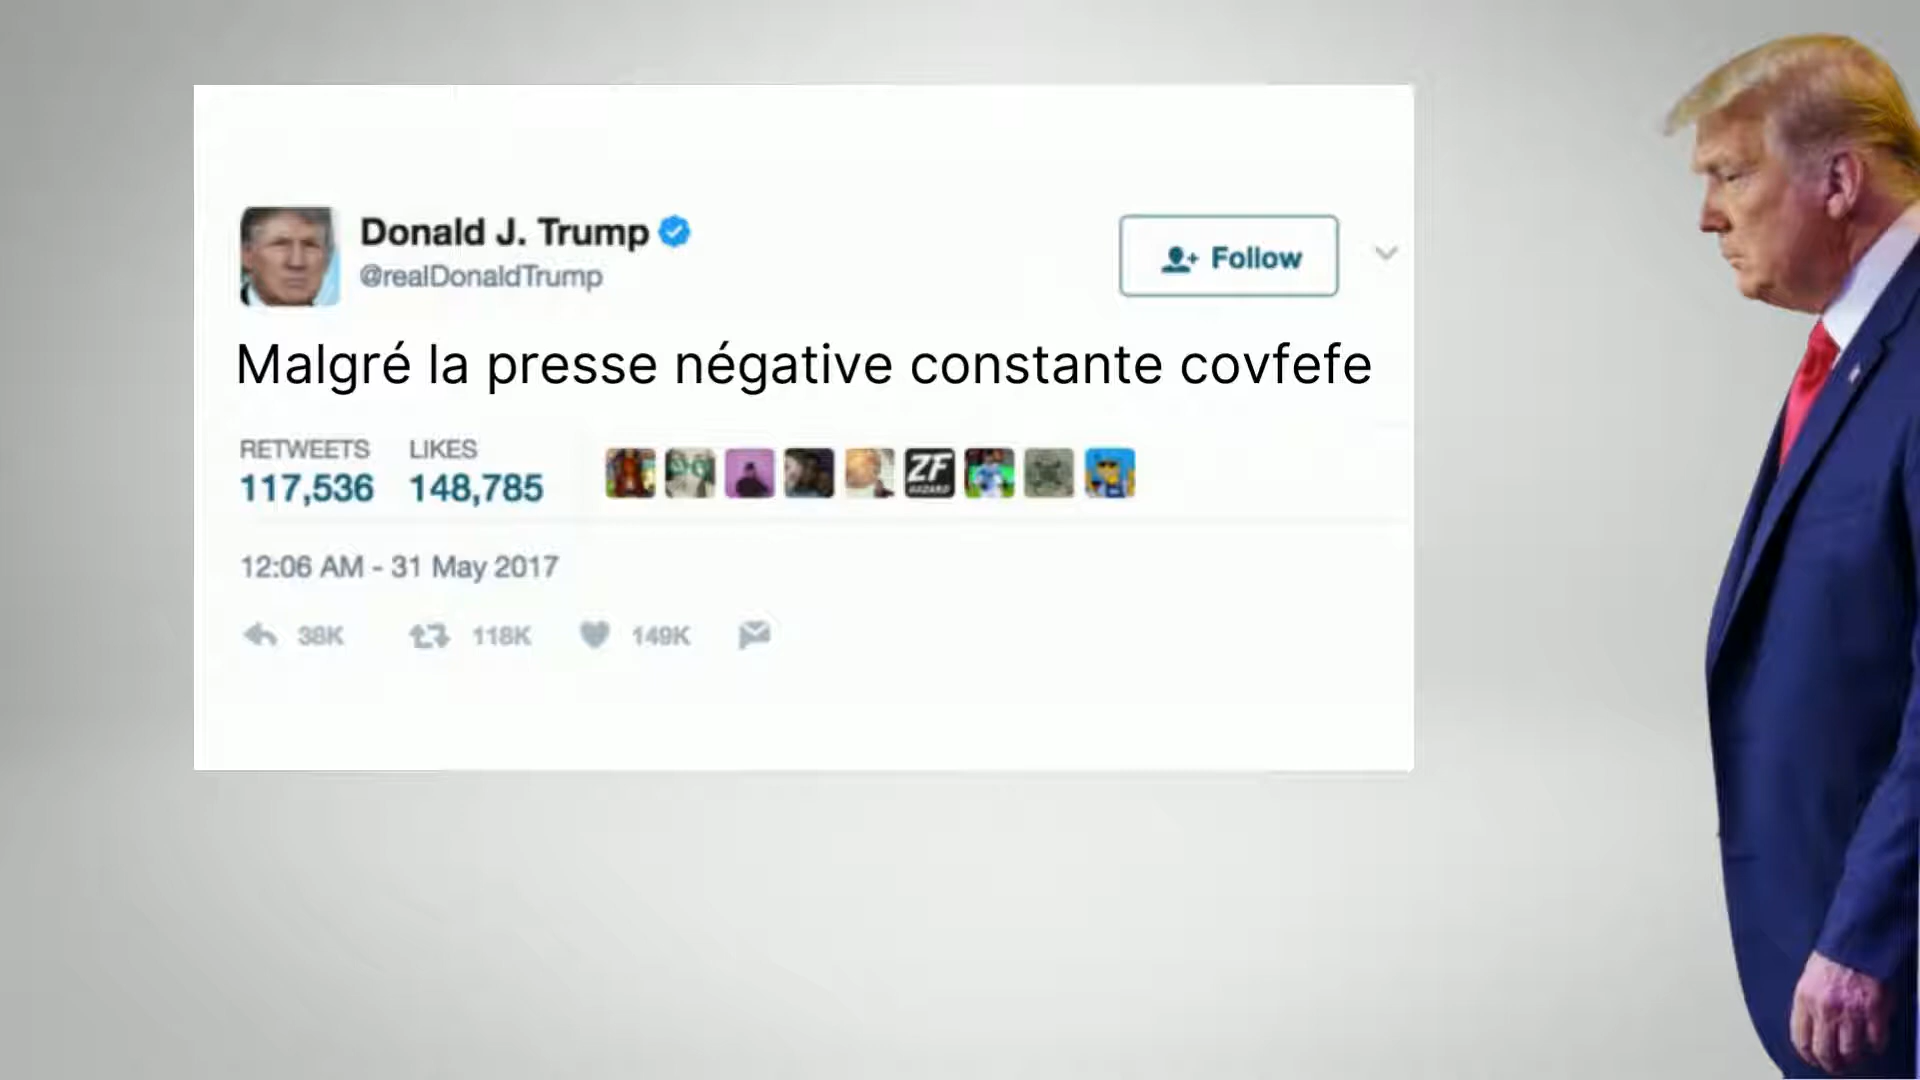 Donald J. Trump
@realDonaldTrump
Follow
Malgré la presse négative constante covfefe
RETWEETS LIKES
117,536 148,785
ZF
12:06 AM - 31 May 2017
38K 118K 149K